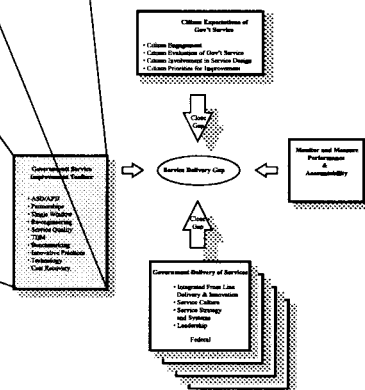 Citizen Expectations of
Gov't Service
• Citizen Engagement
• Citizen Evaluation of Gov't Service
• Citizen Involvement in Service Design
• Citizen Priorities for Improvement
Close
Gap
Government Service
Improvement Toolbox
• ASD/APD
• Partnerships
• Single Window
• Re-engineering
• Service Quality
• TQM
• Benchmarking
• Innovative Practices
• Technology
• Cost Recovery
Service Delivery Gap
Monitor and Measure
Performance
&
Accountability
Close
Gap
Government Delivery of Services
• Integrated Front Line
Delivery & Innovation
• Service Culture
• Service Strategy
and Systems
• Leadership
Federal